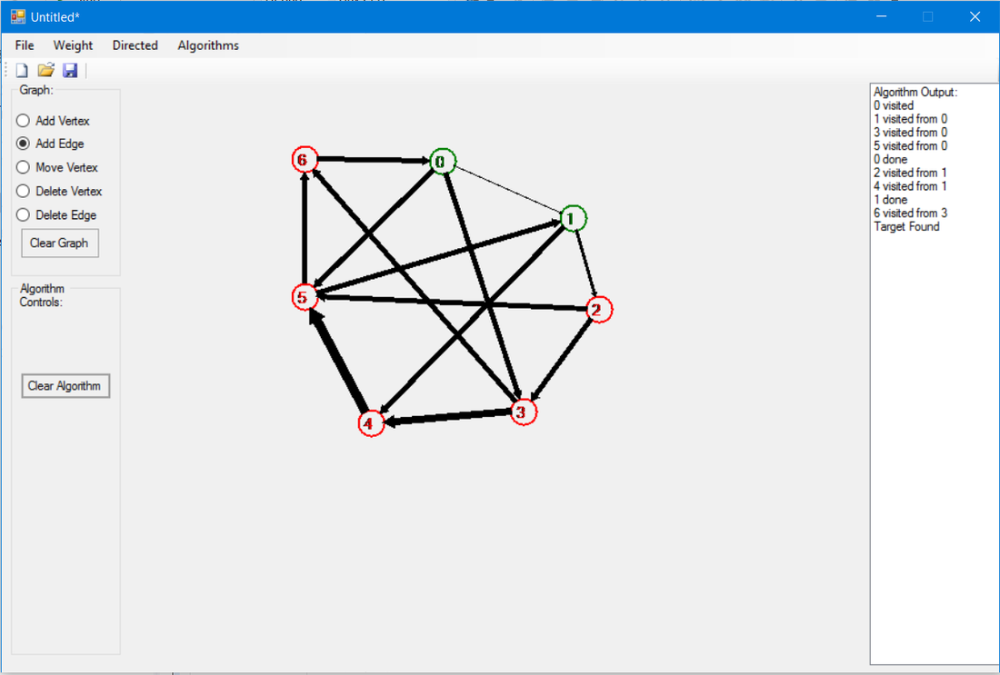 Untitled*
File Weight Directed Algorithms
Graph:
Add Vertex
Add Edge
Move Vertex
Delete Vertex
Delete Edge
Clear Graph
Algorithm
Controls:
Clear Algorithm
6
0
1
5
2
3
4
Algorithm Output:
0 visited
1 visited from 0
3 visited from 0
5 visited from 0
0 done
2 visited from 1
4 visited from 1
1 done
6 visited from 3
Target Found